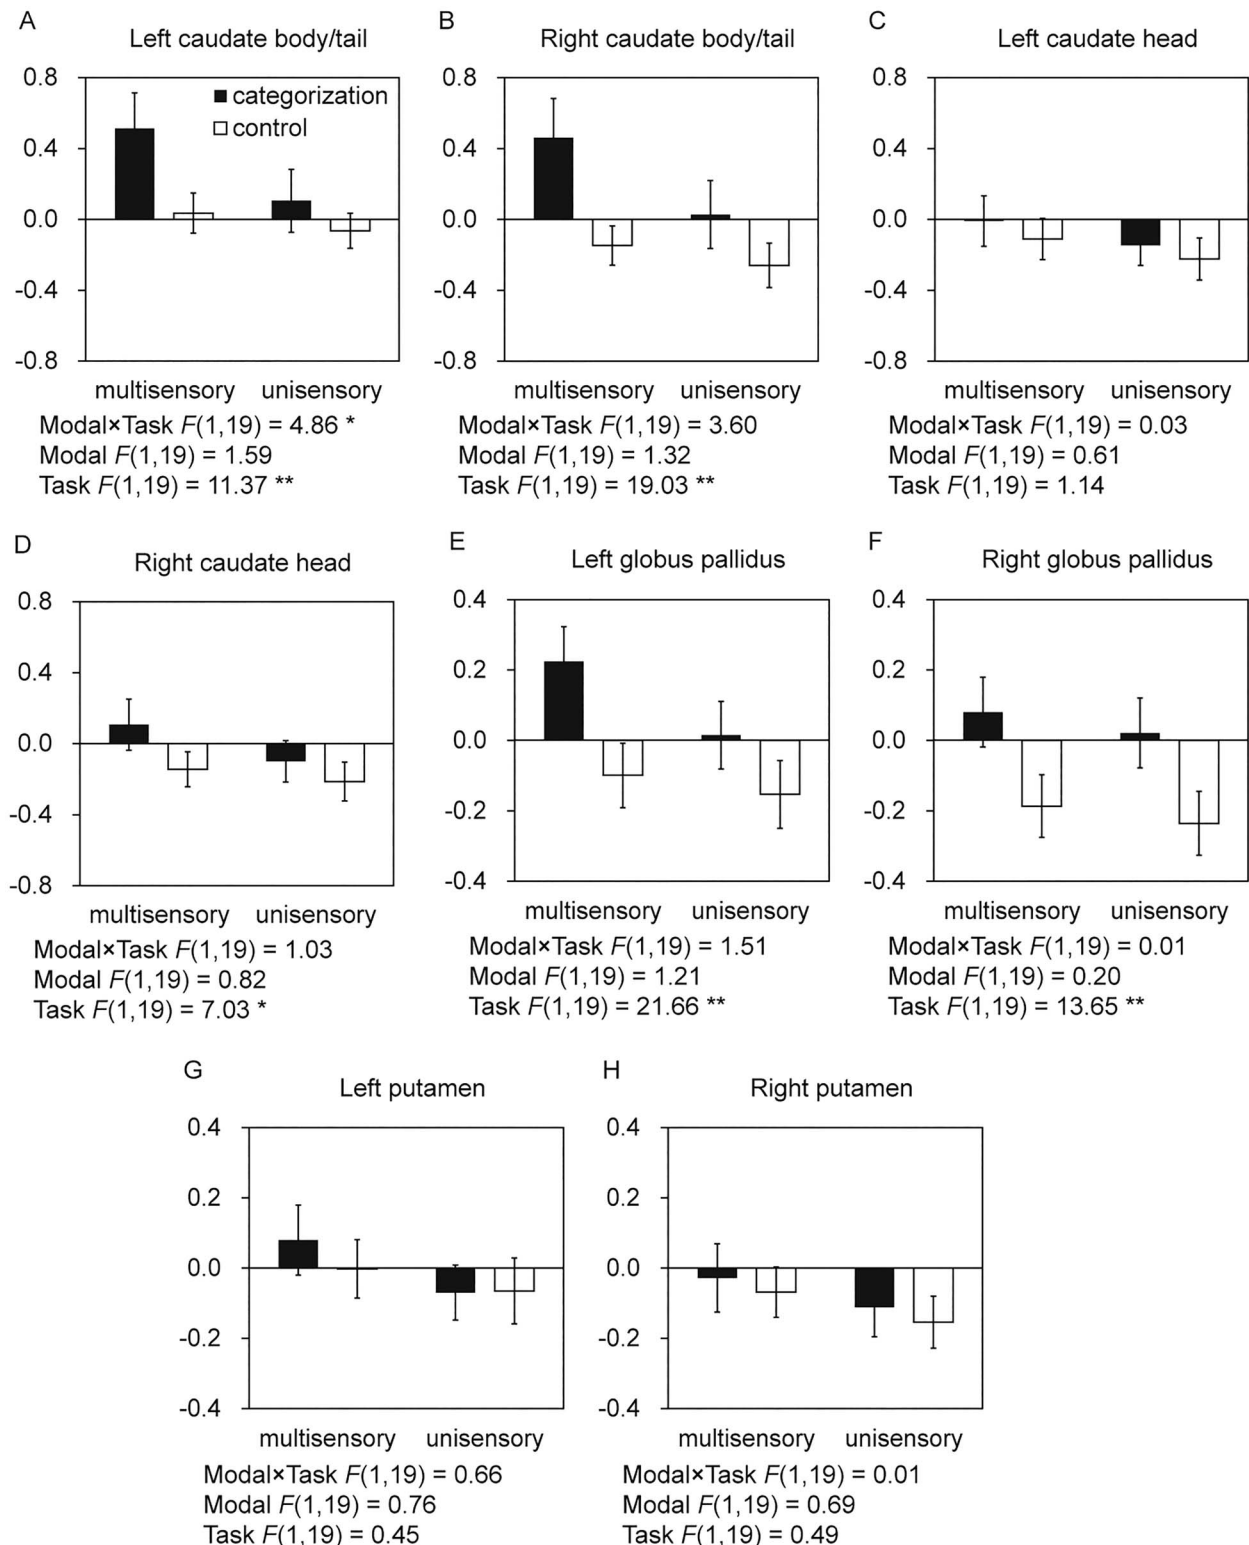 A
Left caudate body/tail
0.8
0.4
0.0
-0.4
-0.8
categorization
control
multisensory unisensory
Modal×Task F(1,19) = 4.86 *
Modal F(1,19) = 1.59
Task F(1,19) = 11.37 **
B
Right caudate body/tail
0.8
0.4
0.0
-0.4
-0.8
multisensory unisensory
Modal×Task F(1,19) = 3.60
Modal F(1,19) = 1.32
Task F(1,19) = 19.03 **
C
Left caudate head
0.8
0.4
0.0
-0.4
-0.8
multisensory unisensory
Modal×Task F(1,19) = 0.03
Modal F(1,19) = 0.61
Task F(1,19) = 1.14
D
Right caudate head
0.8
0.4
0.0
-0.4
-0.8
multisensory unisensory
Modal×Task F(1,19) = 1.03
Modal F(1,19) = 0.82
Task F(1,19) = 7.03 *
E
Left globus pallidus
0.4
0.2
0.0
-0.2
-0.4
multisensory unisensory
Modal×Task F(1,19) = 1.51
Modal F(1,19) = 1.21
Task F(1,19) = 21.66 **
F
Right globus pallidus
0.4
0.2
0.0
-0.2
-0.4
multisensory unisensory
Modal×Task F(1,19) = 0.01
Modal F(1,19) = 0.20
Task F(1,19) = 13.65 **
G
Left putamen
0.4
0.2
0.0
-0.2
-0.4
multisensory unisensory
Modal×Task F(1,19) = 0.66
Modal F(1,19) = 0.76
Task F(1,19) = 0.45
H
Right putamen
0.4
0.2
0.0
-0.2
-0.4
multisensory unisensory
Modal×Task F(1,19) = 0.01
Modal F(1,19) = 0.69
Task F(1,19) = 0.49